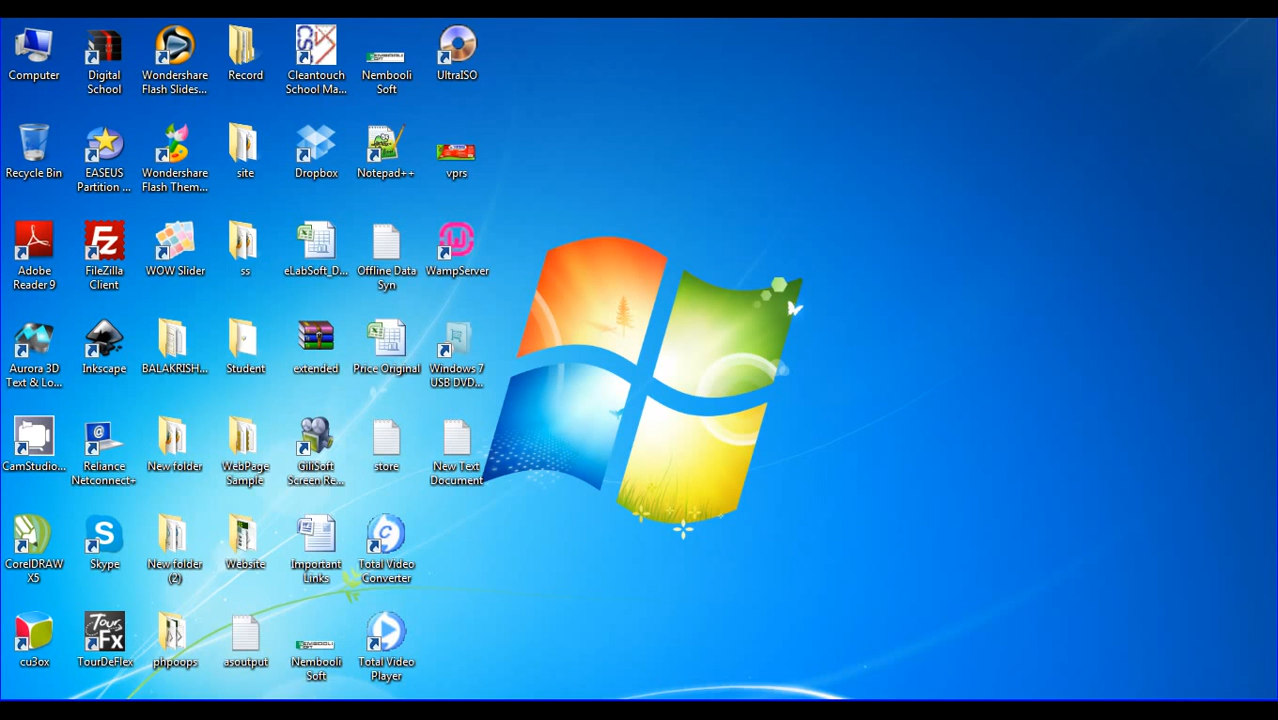 Computer
Digital
School
Wondershare
Flash Slides...
Record
Cleantouch
School Ma...
Nembooli
Soft
UltraISO
Recycle Bin
EASEUS
Partition ...
Wondershare
Flash Them...
site
Dropbox
Notepad++
vprs
Adobe
Reader 9
FileZilla
Client
WOW Slider
ss
eLabSoft_D...
Offline Data
Syn
WampServer
Aurora 3D
Text & Lo...
Inkscape
BALAKRISH...
Student
extended
Price Original
Windows 7
USB DVD...
CamStudio...
Reliance
Netconnect+
New folder
WebPage
Sample
GiliSoft
Screen Re...
store
New Text
Document
CorelDRAW
X5
Skype
New folder
(2)
Website
Important
Links
Total Video
Converter
cu3ox
Tour
Fx
TourDeFlex
phpoops
asoutput
Nembooli
Soft
Total Video
Player